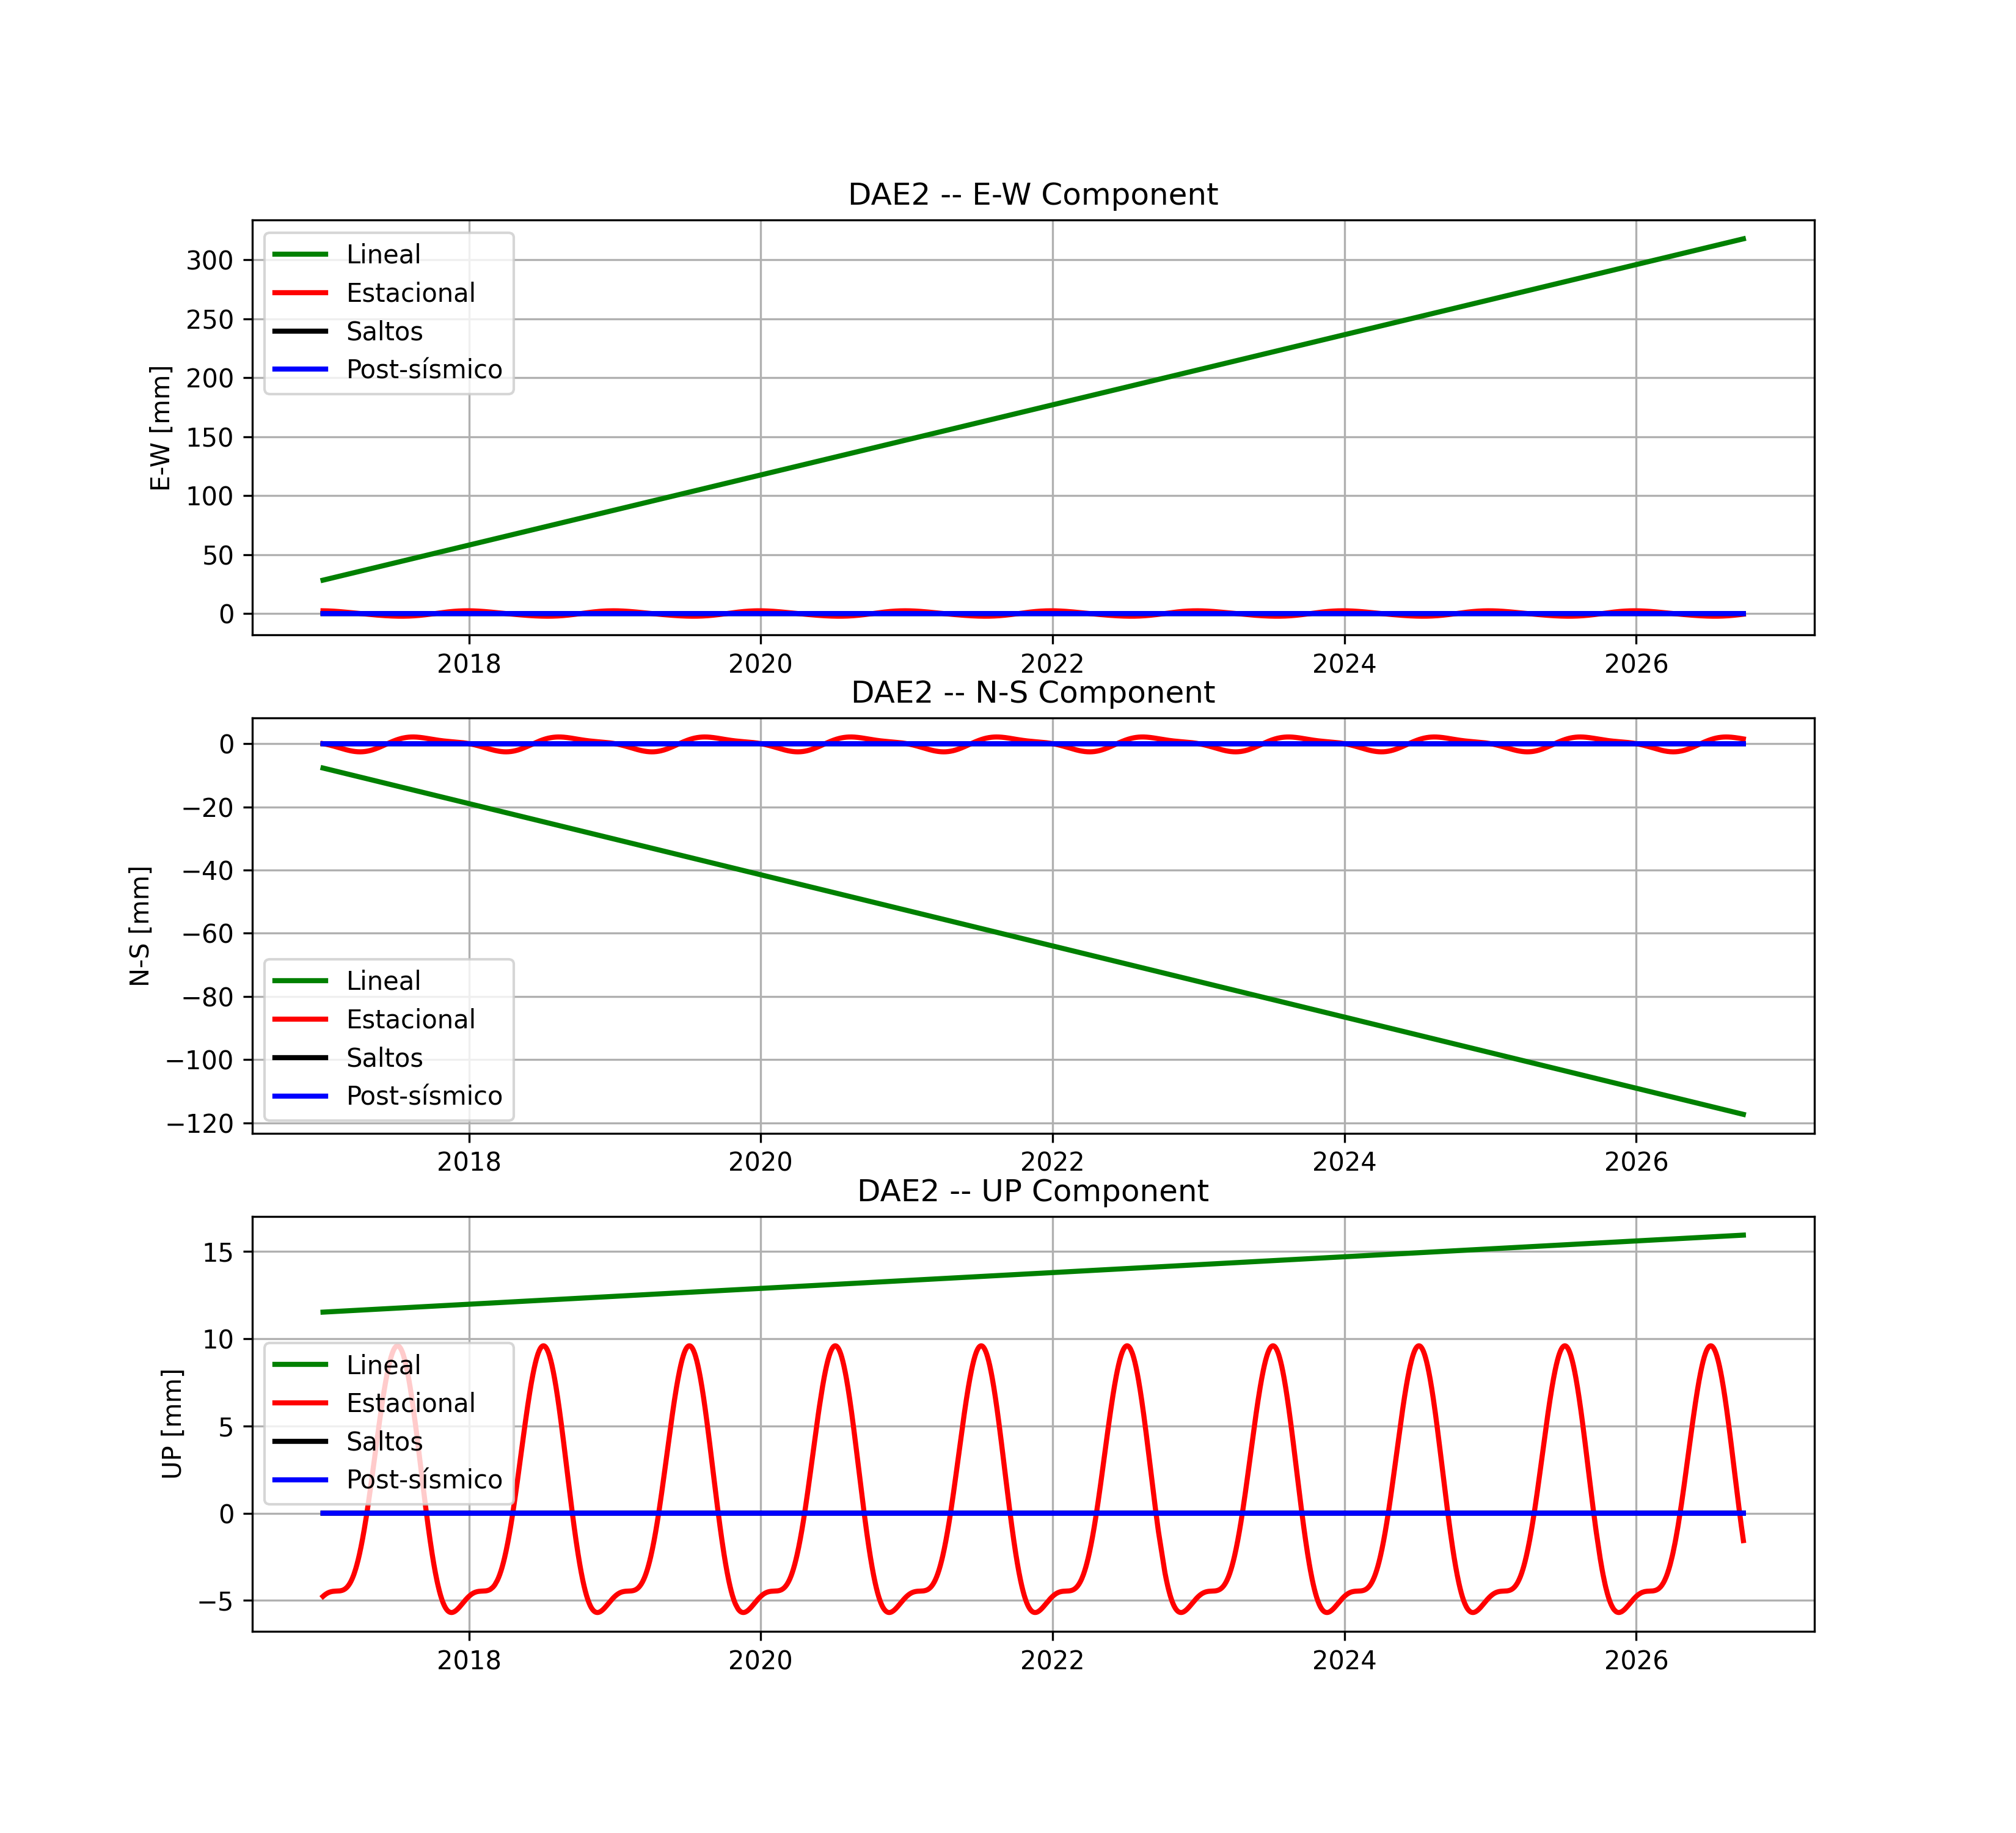 DAE2 -- E-W Component
E-W [mm]
300
250
200
150
100
50
0
Lineal
Estacional
Saltos
Post-sísmico
2018 2020 2022 2024 2026
DAE2 -- N-S Component
N-S [mm]
0
−20
−40
−60
−80
−100
−120
Lineal
Estacional
Saltos
Post-sísmico
2018 2020 2022 2024 2026
DAE2 -- UP Component
UP [mm]
15
10
5
0
−5
Lineal
Estacional
Saltos
Post-sísmico
2018 2020 2022 2024 2026